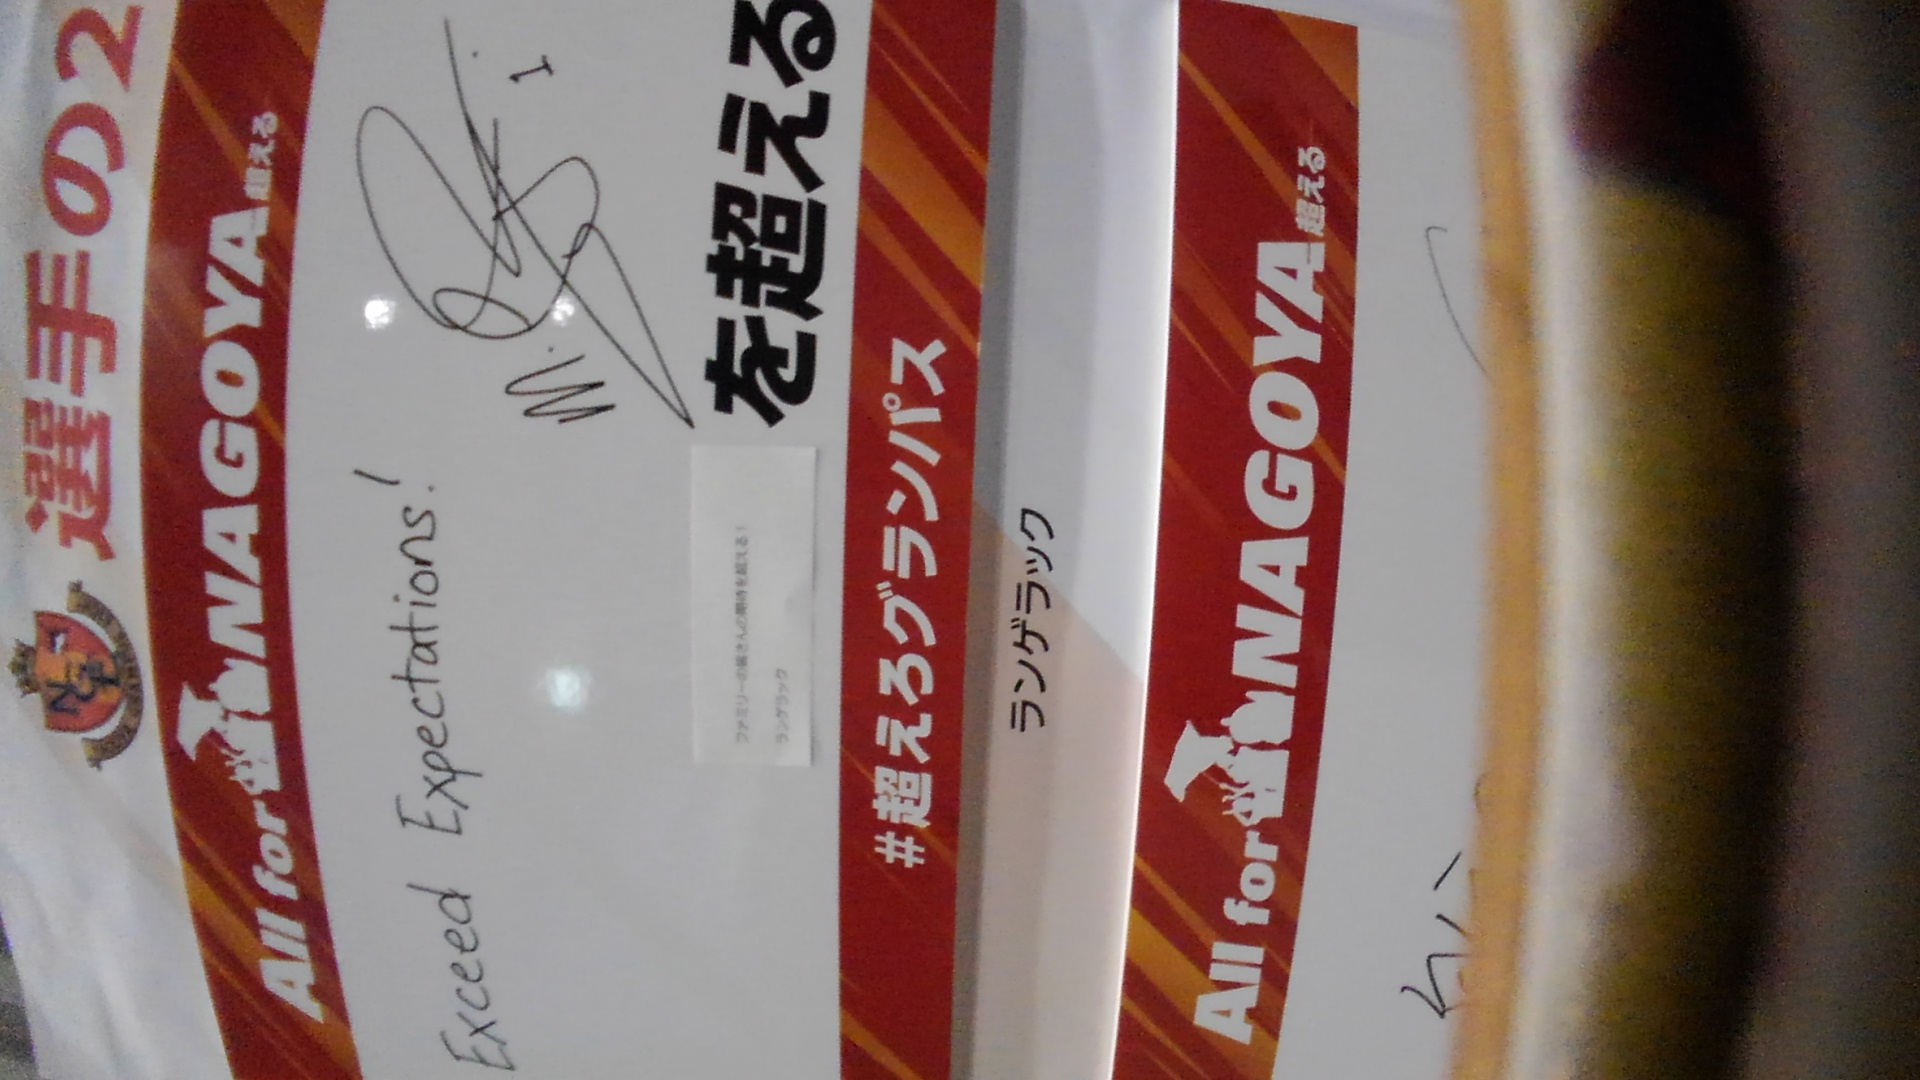 選手の2
All for NAGOYA 超える
Exceed Expectations!
M.
1
ファミリーの皆さんの期待を超える!
ランゲラック
を超える
#超えろグランパス
ランゲラック
All for NAGOYA 超える